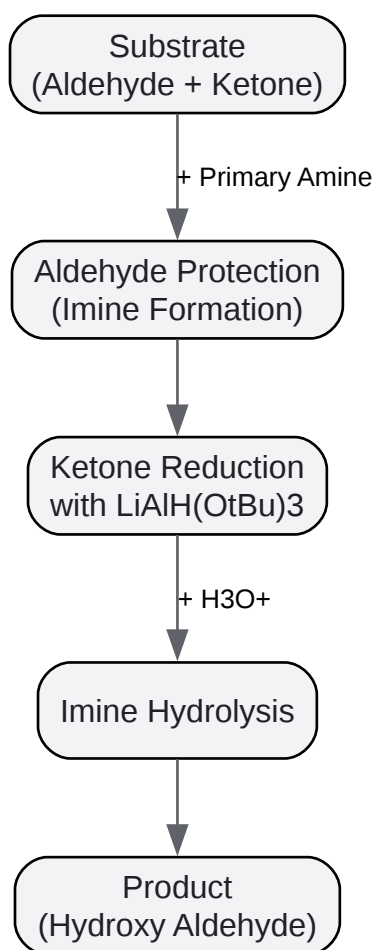 Substrate
(Aldehyde + Ketone)
+ Primary Amine
Aldehyde Protection
(Imine Formation)
Ketone Reduction
with LiAlH(OtBu)3
+ H3O+
Imine Hydrolysis
Product
(Hydroxy Aldehyde)